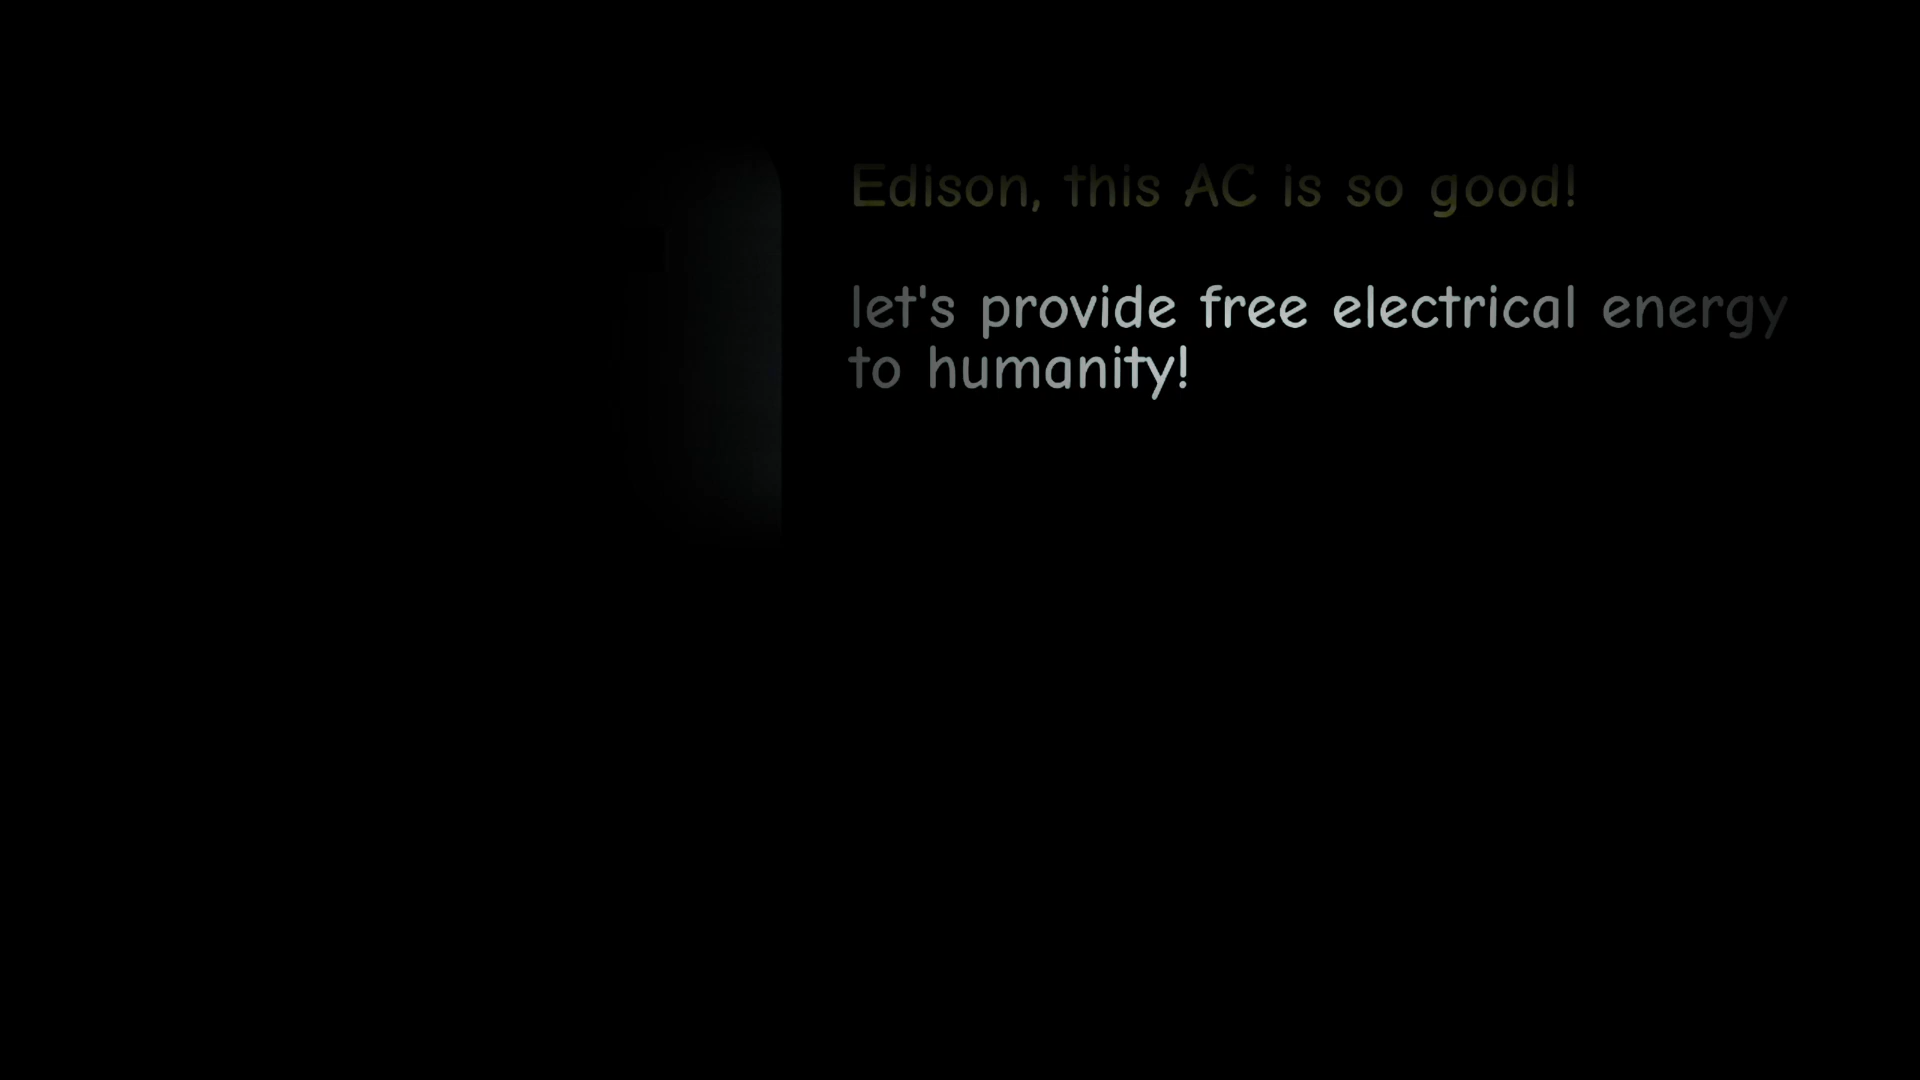 Edison, this AC is so good!
let's provide free electrical energy
to humanity!